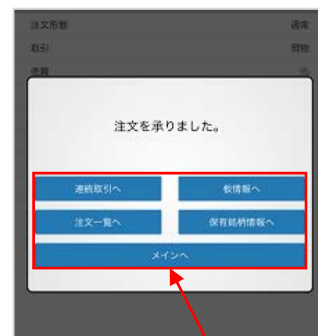 注文形態 通常
取引 現物
売買
注文を承りました。
連続取引へ 板情報へ
注文一覧へ 保有銘柄情報へ
メインへ